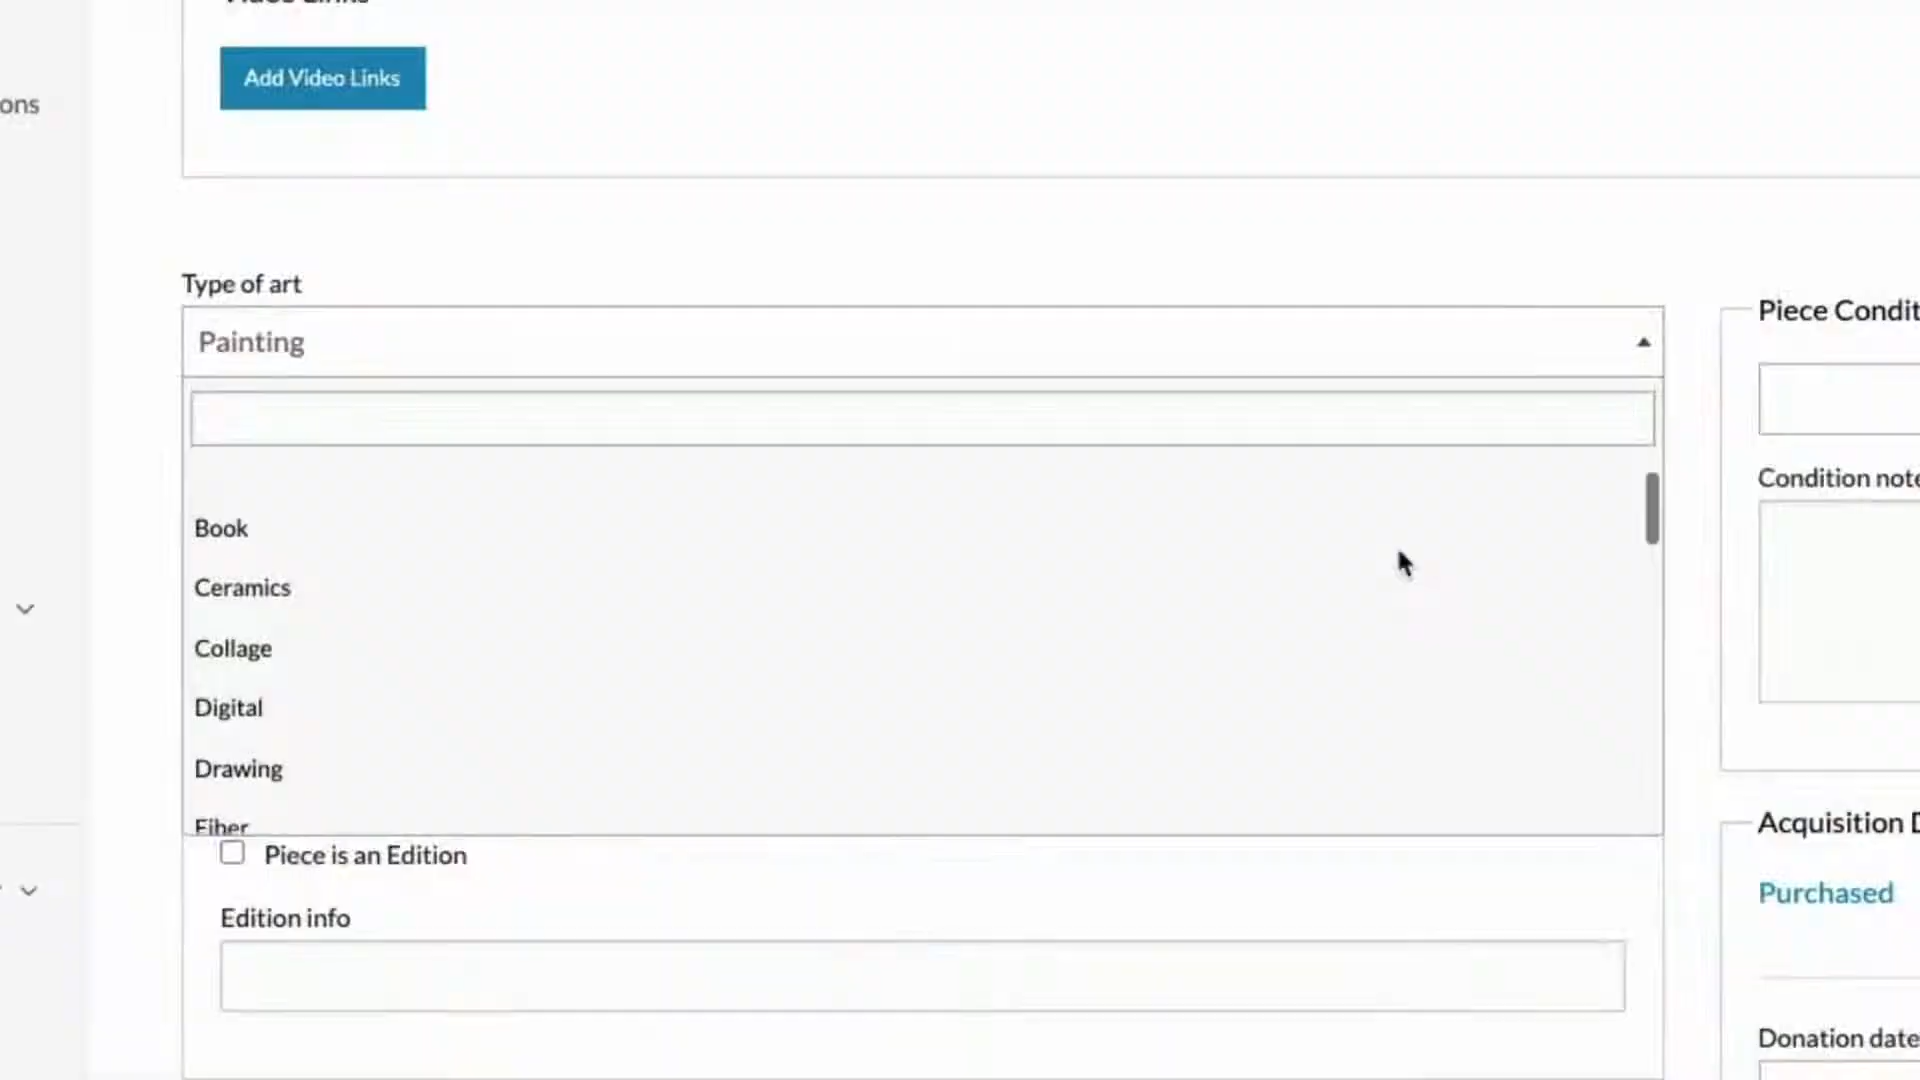 Add Video Links
ons
Type of art
Painting
Book
Ceramics
Collage
Digital
Drawing
Fiber
Piece is an Edition
Edition info
Piece Condit
Condition note
Acquisition D
Purchased
Donation date